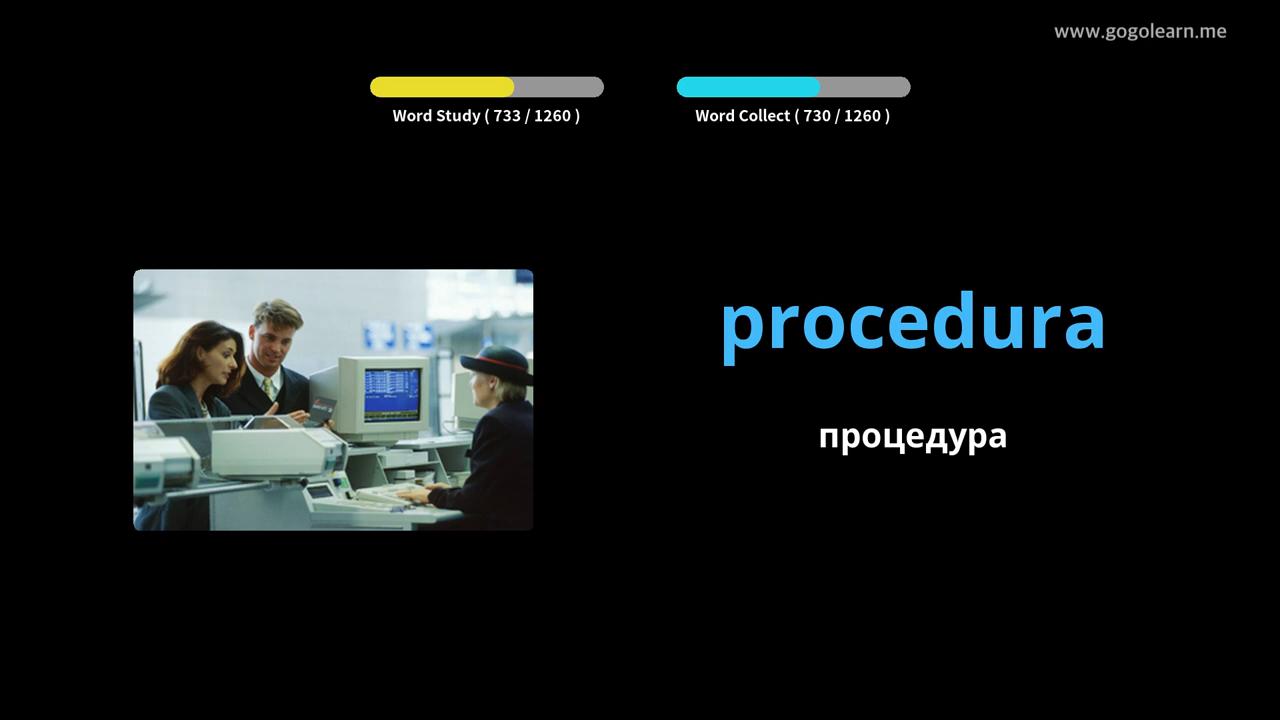 www.gogolearn.me
Word Study ( 733 / 1260 )
Word Collect ( 730 / 1260 )
procedura
процедура